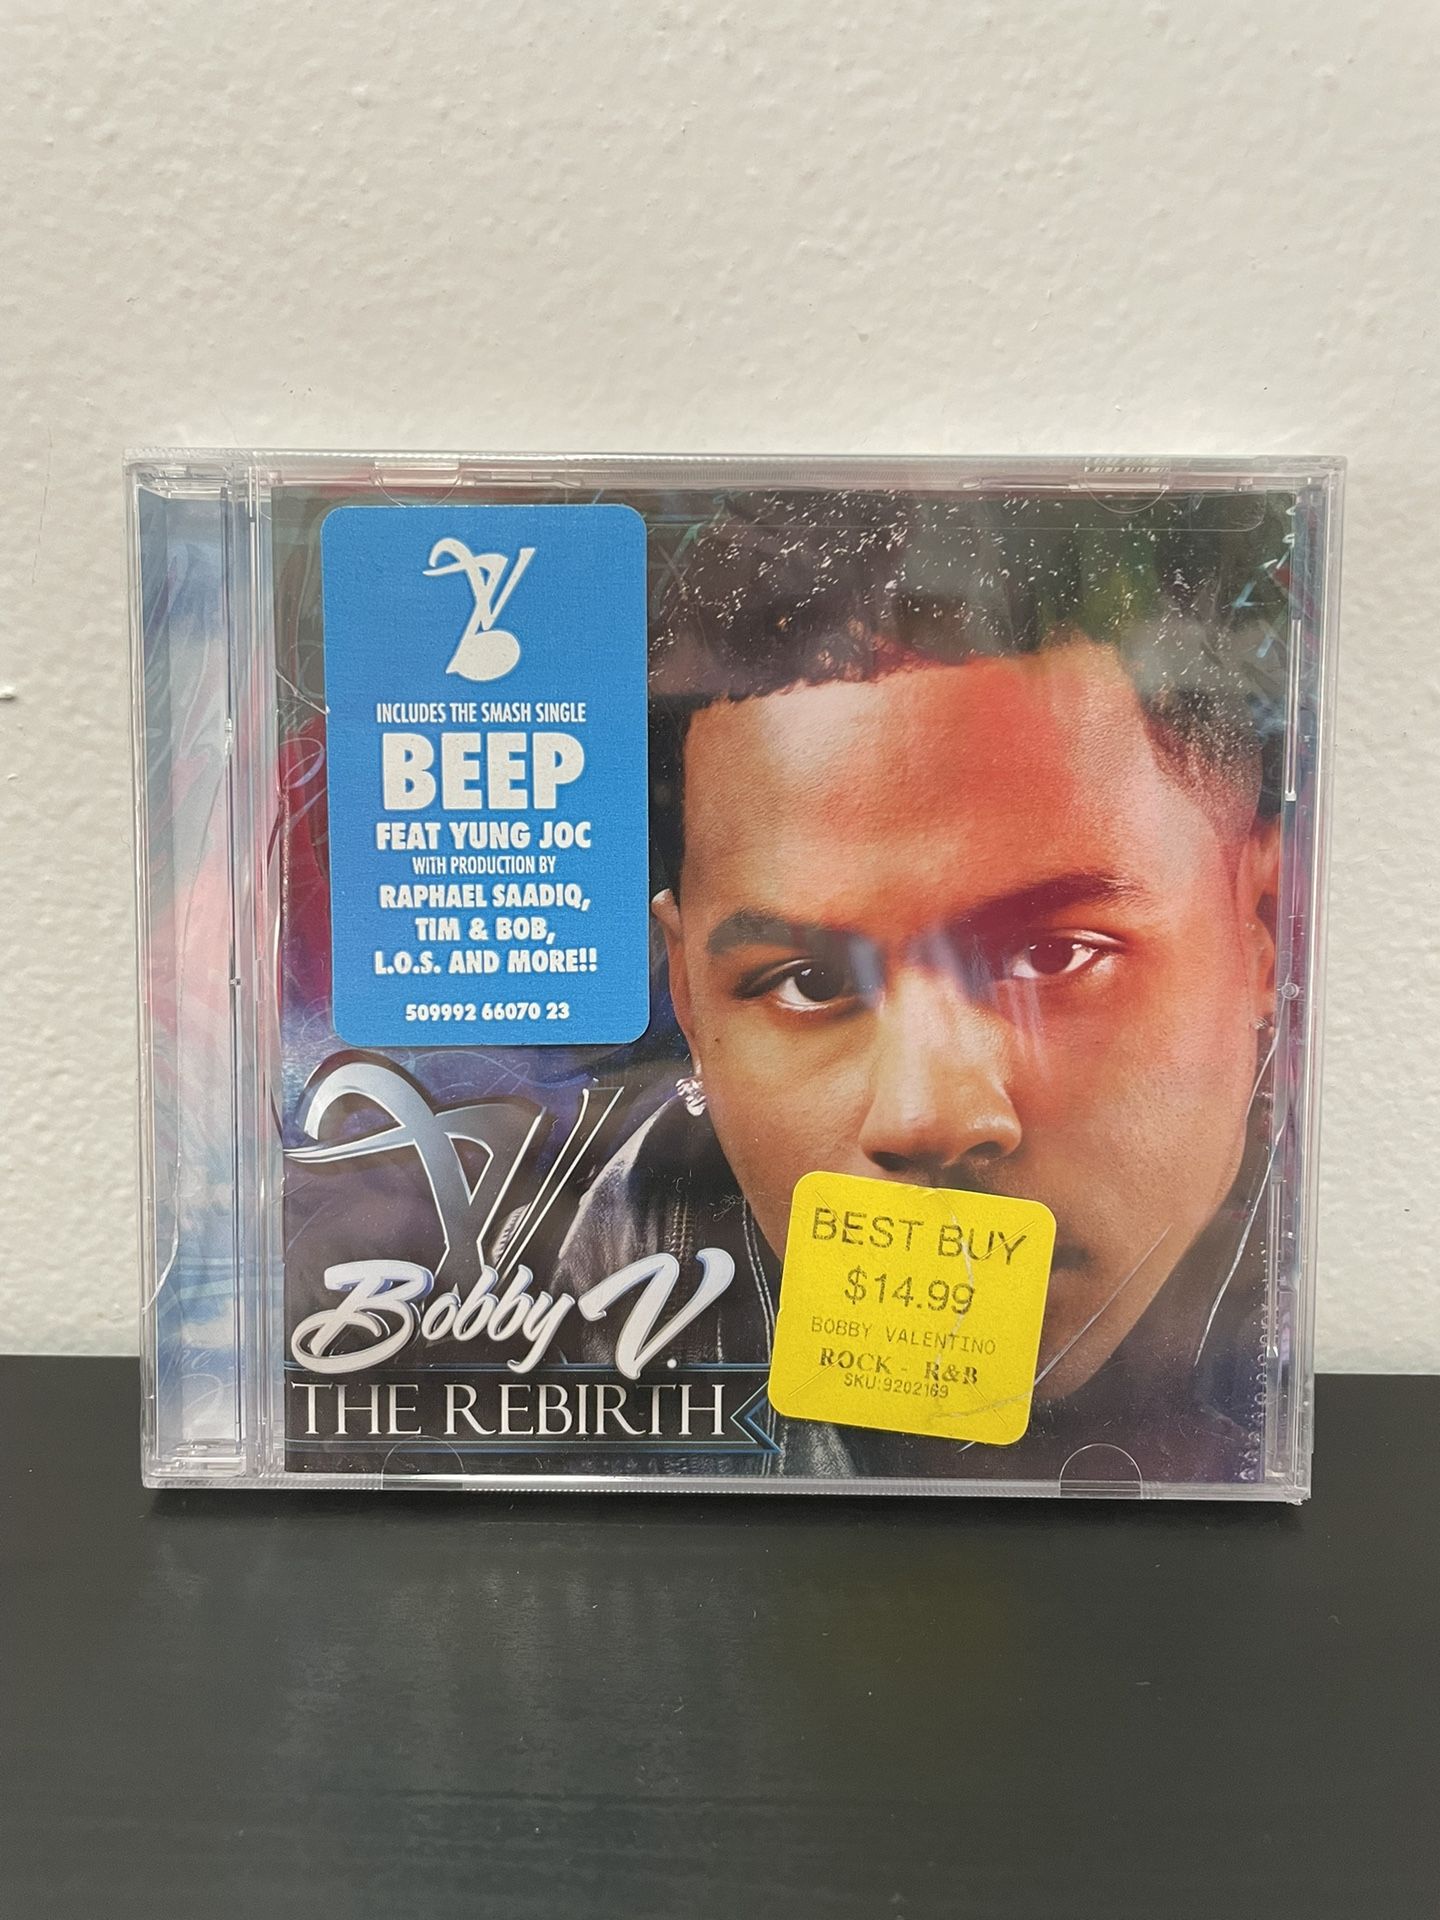 INCLUDES THE SMASH SINGLE
BEEP
FEAT YUNG JOC
WITH PRODUCTION BY
RAPHAEL SAADIQ,
TIM & BOB,
L.O.S. AND MORE!!
509992 66070 23
Bobby V.
THE REBIRTH
BEST BUY
$14.99
BOBBY VALENTINO
ROCK - R&B
SKU:9202169